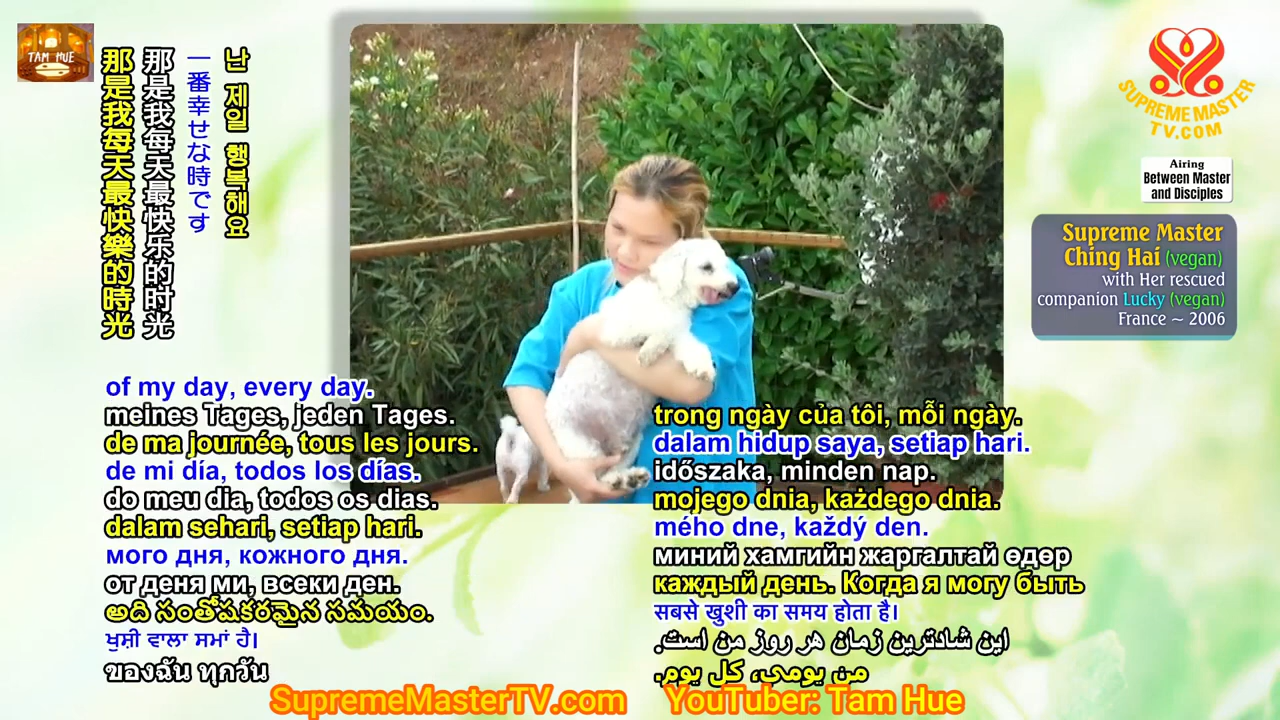 TAM HUE
那是我每天最快樂的時光
那是我每天最快乐的时光
一番幸せな時です
난 제일 행복해요
SUPREME MASTER
TV.COM
Airing
Between Master
and Disciples
Supreme Master
Ching Hai (vegan)
with Her rescued
companion Lucky (vegan)
France ~ 2006
of my day, every day.
meines Tages, jeden Tages.
de ma journée, tous les jours.
de mi día, todos los días.
do meu dia, todos os dias.
dalam sehari, setiap hari.
мого дня, кожного дня.
от деня ми, всеки ден.
అది సంతోషకరమైన సమయం.
ਖੁਸ਼ੀ ਵਾਲਾ ਸਮਾਂ ਹੈ।
ของฉัน ทุกวัน
trong ngày của tôi, mỗi ngày.
dalam hidup saya, setiap hari.
időszaka, minden nap.
mojego dnia, każdego dnia.
mého dne, každý den.
миний хамгийн жаргалтай өдөр
каждый день. Когда я могу быть
सबसे खुशी का समय होता है।
این شادترین زمان هر روز من است.
من يومي، كل يوم.
SupremeMasterTV.com
YouTuber: Tam Hue